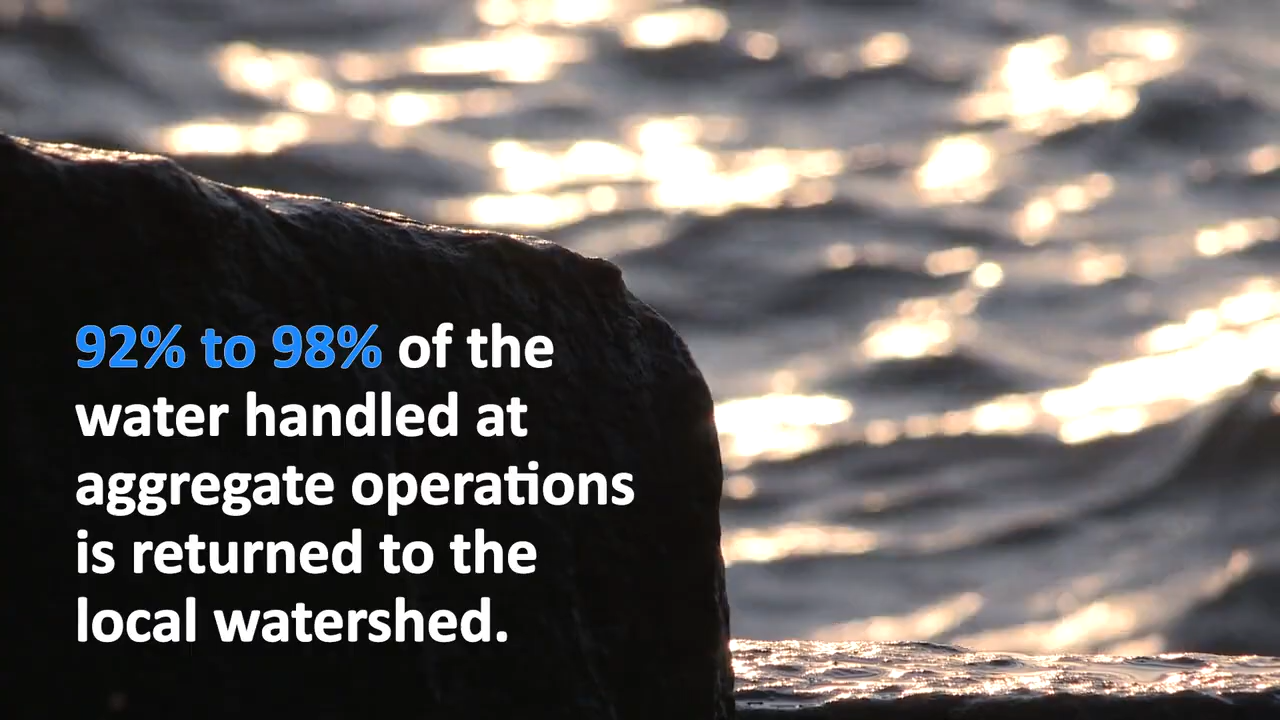 92% to 98% of the
water handled at
aggregate operations
is returned to the
local watershed.